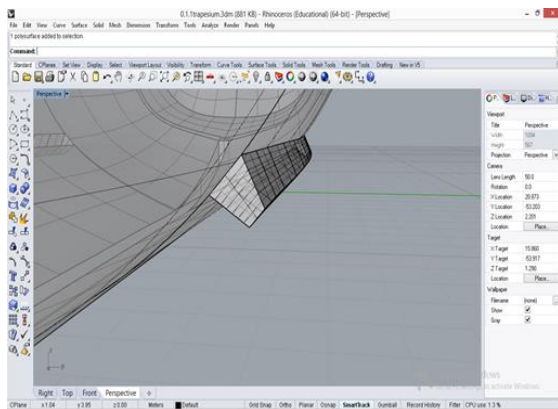 0.1.1trapesium.3dm (881 KB) - Rhinoceros (Educational) (64-bit) - [Perspective]
File Edit View Curve Surface Solid Mesh Dimension Transform Tools Analyze Render Panels Help
1 polysurface added to selection.
Command:
Standard CPlanes Set View Display Select Viewport Layout Visibility Transform Curve Tools Surface Tools Solid Tools Mesh Tools Render Tools Drafting New in V5
Perspective
Viewport
Title Perspective
Width
Height
Projection Perspective
Camera
Lens Length 50.0
Rotation 0.0
X Location 20.873
Y Location -53.203
Z Location 2.201
Location Place...
Target
X Target
Y Target -53.917
Z Target 1.290
Location Place...
Wallpaper
Filename (none)
Show
Gray
Right Top Front Perspective
CPlane x 1.04 y 3.95 z 0.00 Meters Default Grid Snap Ortho Planar Osnap SmartTrack Gumball Record History Filter CPU use: 1.3 %